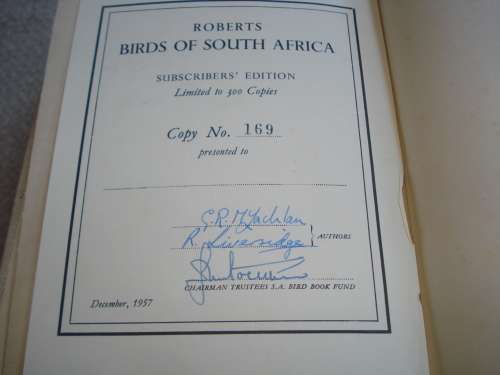 ROBERTS
BIRDS OF SOUTH AFRICA
SUBSCRIBERS' EDITION
Limited to 300 Copies
Copy No. 169
presented to
G.R. McLachlan
R. Liversidge
AUTHORS
CHAIRMAN TRUSTEES S.A. BIRD BOOK FUND
December, 1957